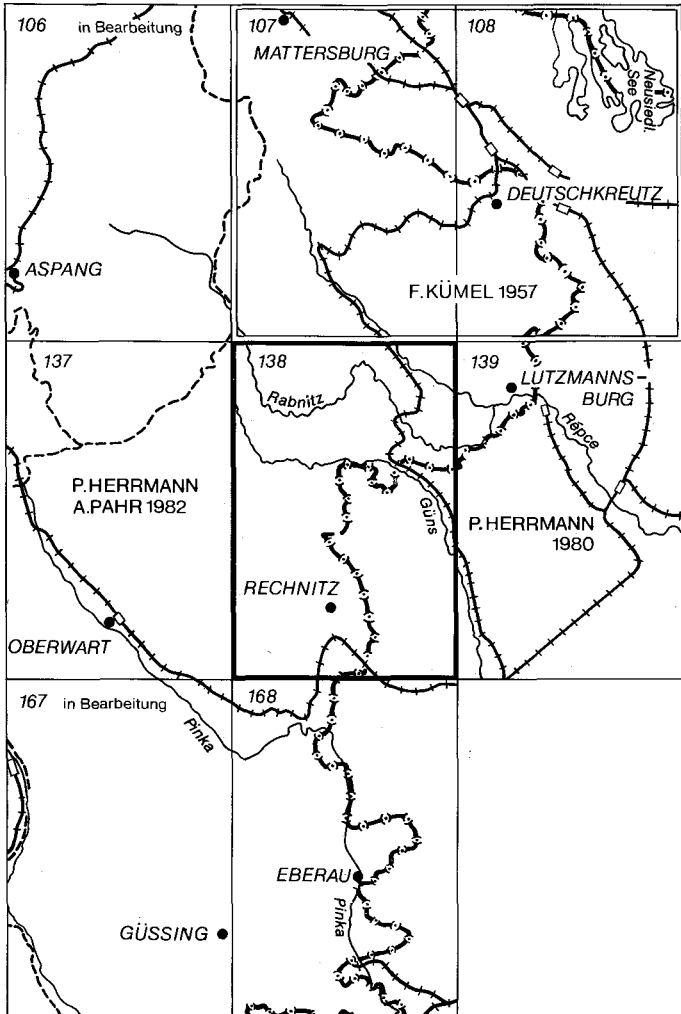 106
in Bearbeitung
107
MATTERSBURG
108
Neusiedl.
See
DEUTSCHKREUTZ
ASPANG
F. KÜMEL 1957
137
138
Rabnitz
139
LUTZMANNS-
BURG
Répce
P. HERRMANN
A. PAHR 1982
Güns
P. HERRMANN
1980
RECHNITZ
OBERWART
167
in Bearbeitung
168
Pinka
EBERAU
GÜSSING
Pinka